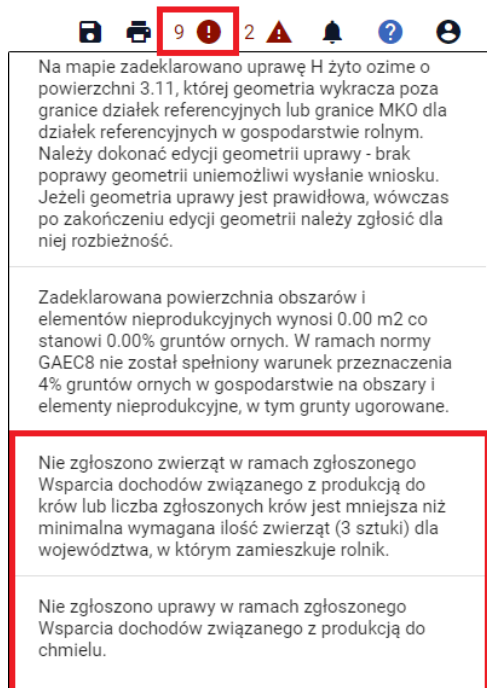 9 2
Na mapie zadeklarowano uprawę H żyto ozime o
powierzchni 3.11, której geometria wykracza poza
granice działek referencyjnych lub granice MKO dla
działek referencyjnych w gospodarstwie rolnym.
Należy dokonać edycji geometrii uprawy - brak
poprawy geometrii uniemożliwi wysłanie wniosku.
Jeżeli geometria uprawy jest prawidłowa, wówczas
po zakończeniu edycji geometrii należy zgłosić dla
niej rozbieżność.
Zadeklarowana powierzchnia obszarów i
elementów nieprodukcyjnych wynosi 0.00 m2 co
stanowi 0.00% gruntów ornych. W ramach normy
GAEC8 nie został spełniony warunek przeznaczenia
4% gruntów ornych w gospodarstwie na obszary i
elementy nieprodukcyjne, w tym grunty ugorowane.
Nie zgłoszono zwierząt w ramach zgłoszonego
Wsparcia dochodów związanego z produkcją do
krów lub liczba zgłoszonych krów jest mniejsza niż
minimalna wymagana ilość zwierząt (3 sztuki) dla
województwa, w którym zamieszkuje rolnik.
Nie zgłoszono uprawy w ramach zgłoszonego
Wsparcia dochodów związanego z produkcją do
chmielu.